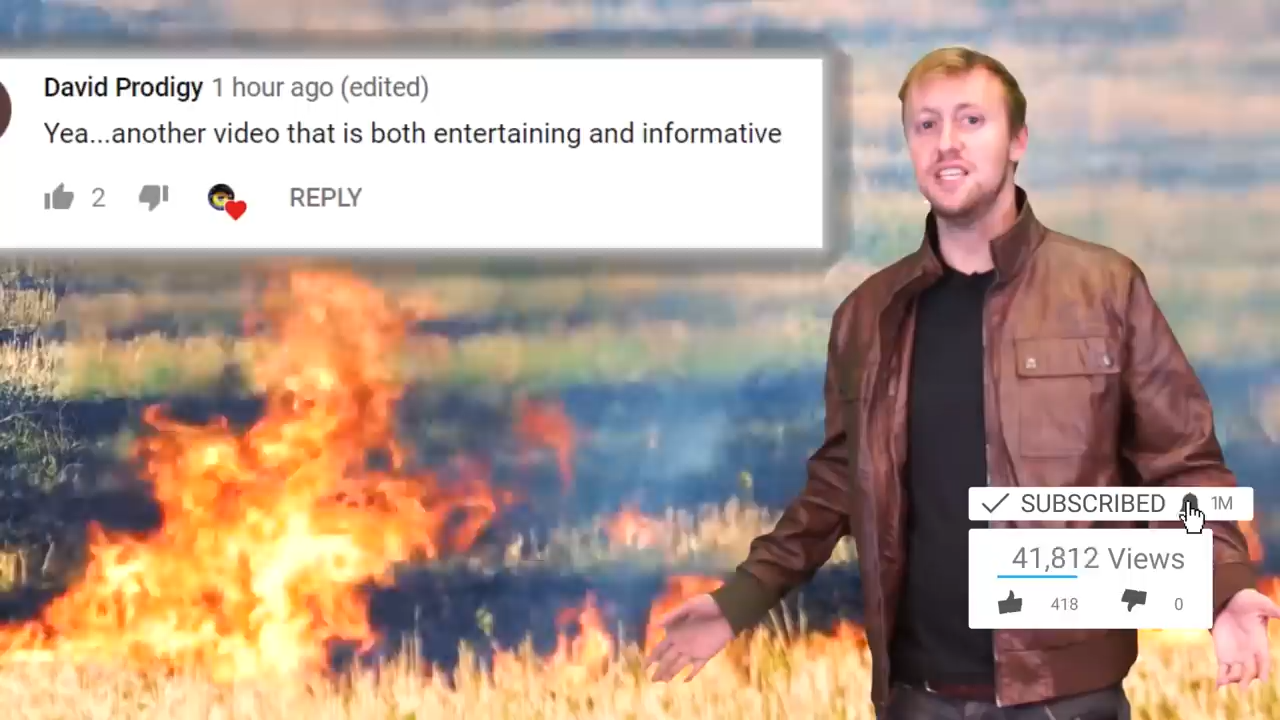 David Prodigy 1 hour ago (edited)
Yea...another video that is both entertaining and informative
2 REPLY
SUBSCRIBED 1M
41,812 Views
418 0